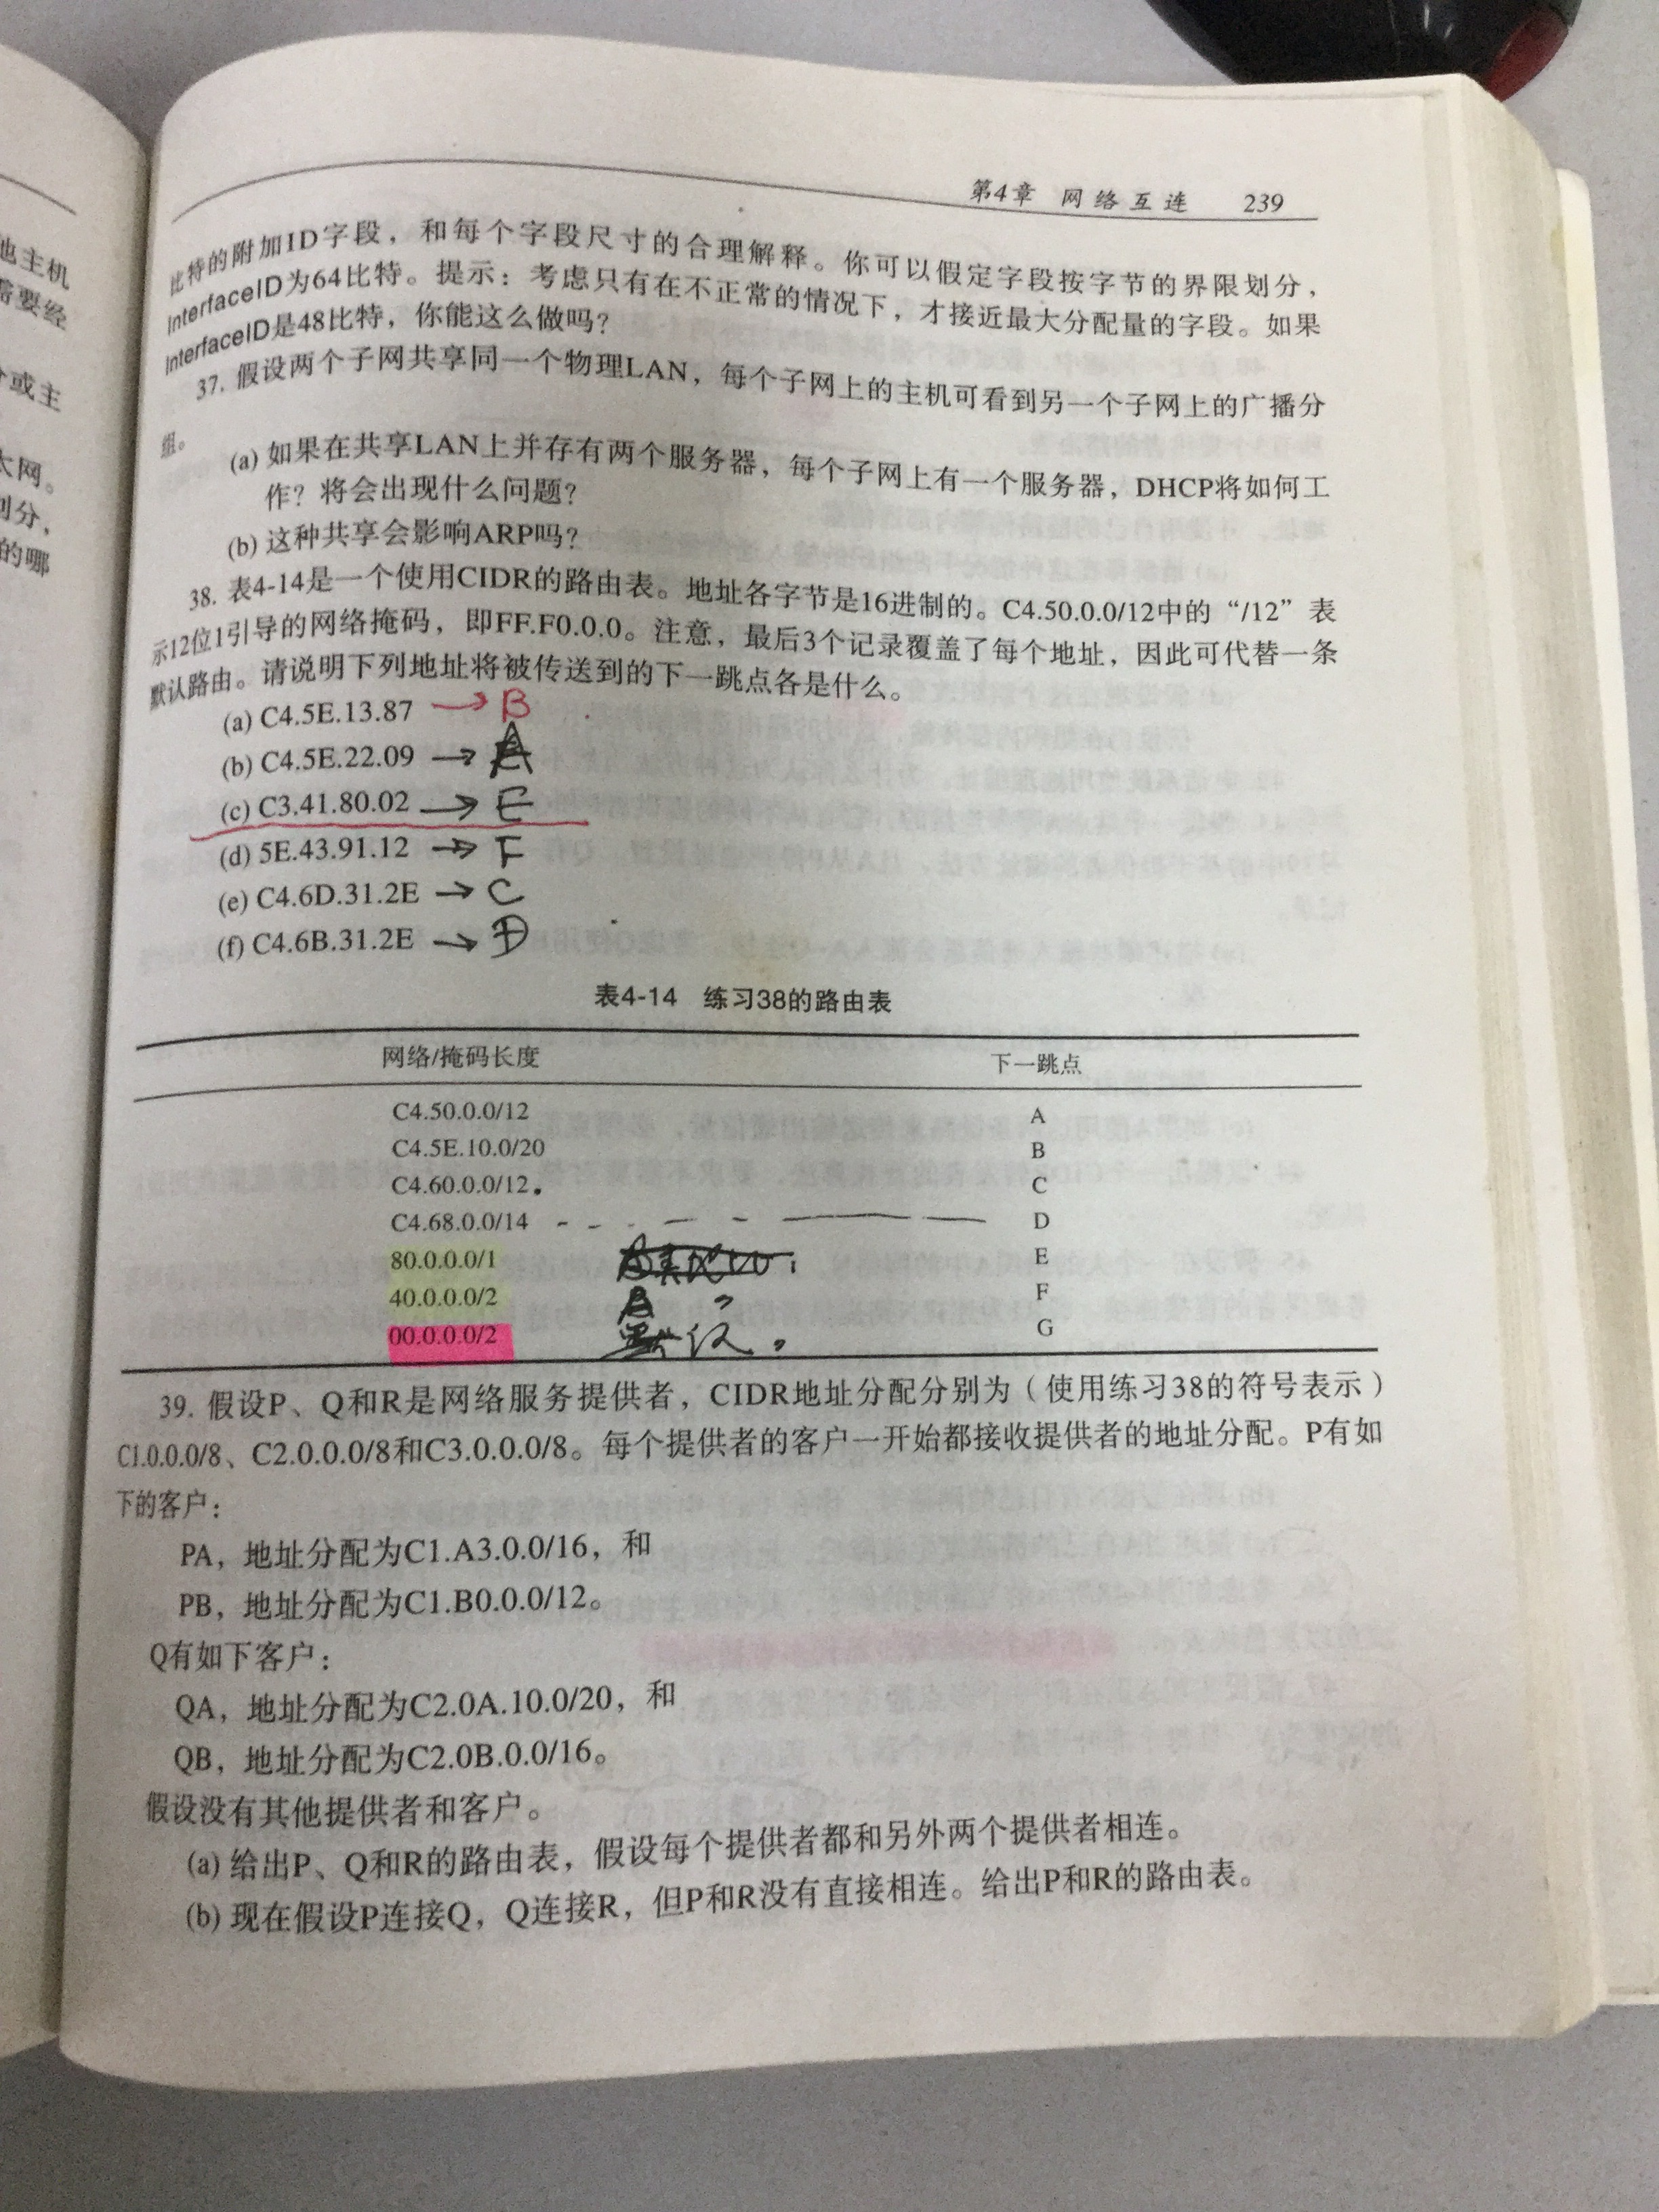 第4章 网络互连 239
比特的附加ID字段，和每个字段尺寸的合理解释。你可以假定字段按字节的界限划分，
InterfaceID为64比特。提示：考虑只有在不正常的情况下，才接近最大分配量的字段。如果
InterfaceID是48比特，你能这么做吗？
37. 假设两个子网共享同一个物理LAN，每个子网上的主机可看到另一个子网上的广播分
组。
(a) 如果在共享LAN上并存有两个服务器，每个子网上有一个服务器，DHCP将如何工
作？将会出现什么问题？
(b) 这种共享会影响ARP吗？
38. 表4-14是一个使用CIDR的路由表。地址各字节是16进制的。C4.50.0.0/12中的“/12”表
示12位1引导的网络掩码，即FF.F0.0.0。注意，最后3个记录覆盖了每个地址，因此可代替一条
默认路由。请说明下列地址将被传送到的下一跳点各是什么。
(a) C4.5E.13.87 → B
(b) C4.5E.22.09 → A
(c) C3.41.80.02 → E
(d) 5E.43.91.12 → F
(e) C4.6D.31.2E → C
(f) C4.6B.31.2E → D
表4-14 练习38的路由表
网络/掩码长度 下一跳点
C4.50.0.0/12 A
C4.5E.10.0/20 B
C4.60.0.0/12 C
C4.68.0.0/14 D
80.0.0.0/1 E
40.0.0.0/2 F
00.0.0.0/2 G
39. 假设P、Q和R是网络服务提供者，CIDR地址分配分别为（使用练习38的符号表示）
C1.0.0.0/8、C2.0.0.0/8和C3.0.0.0/8。每个提供者的客户一开始都接收提供者的地址分配。P有如
下的客户：
PA，地址分配为C1.A3.0.0/16，和
PB，地址分配为C1.B0.0.0/12。
Q有如下客户：
QA，地址分配为C2.0A.10.0/20，和
QB，地址分配为C2.0B.0.0/16。
假设没有其他提供者和客户。
(a) 给出P、Q和R的路由表，假设每个提供者都和另外两个提供者相连。
(b) 现在假设P连接Q，Q连接R，但P和R没有直接相连。给出P和R的路由表。
他主机
需要经
或主
太网。
划分，
的哪